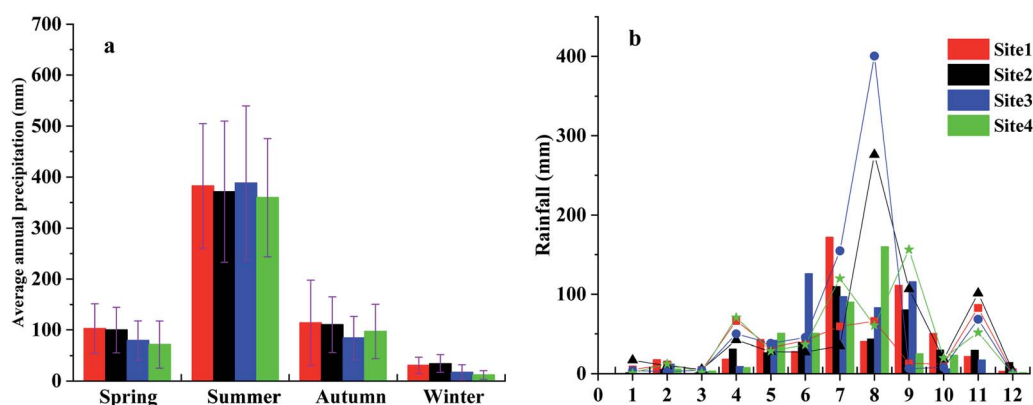 a
Average annual precipitation (mm)
700
600
500
400
300
200
100
0
Spring Summer Autumn Winter
b
Rainfall (mm)
400
300
200
100
0
Site1
Site2
Site3
Site4
0 1 2 3 4 5 6 7 8 9 10 11 12